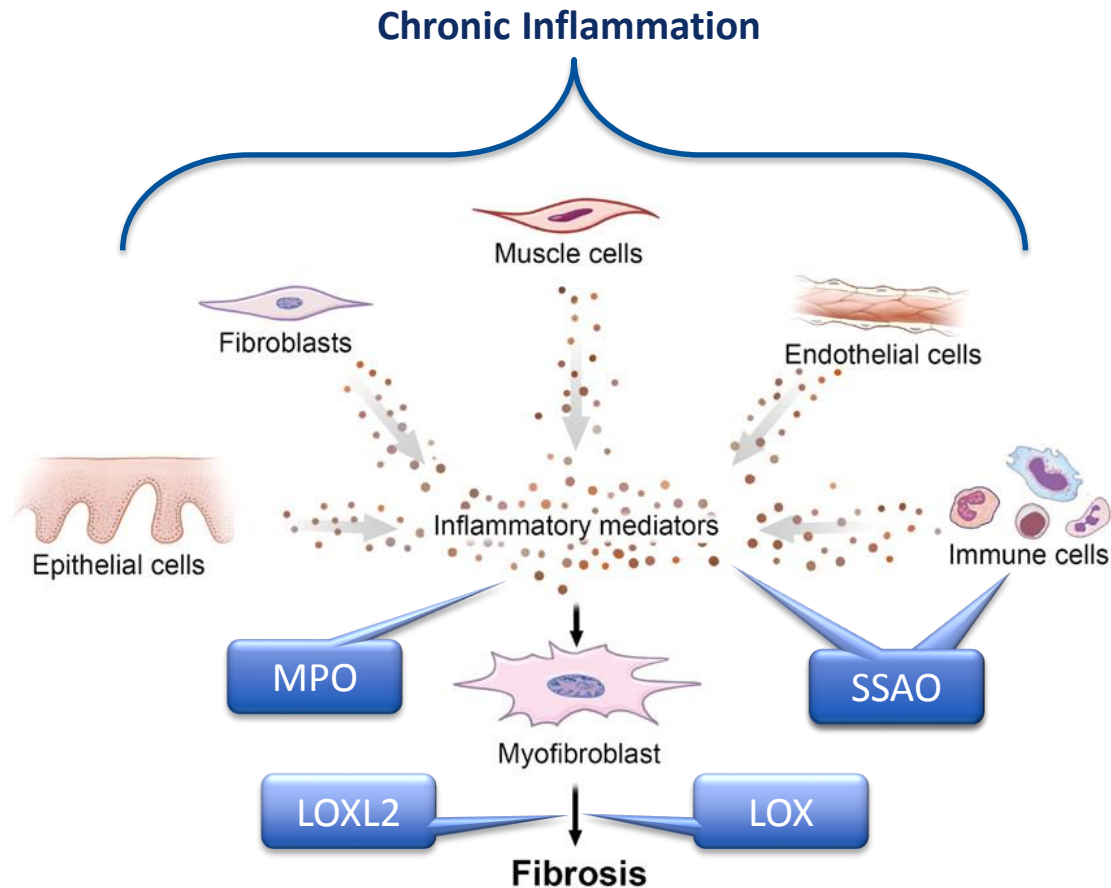 Chronic Inflammation
Muscle cells
Fibroblasts
Endothelial cells
Inflammatory mediators
Epithelial cells
Immune cells
MPO
SSAO
Myofibroblast
LOXL2
LOX
Fibrosis